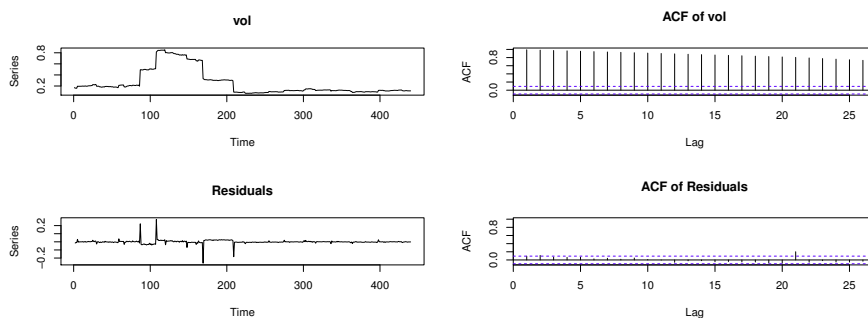 vol
Series
0.2 0.8
0 100 200 300 400
Time
ACF of vol
ACF
0.0 0.8
0 5 10 15 20 25
Lag
Residuals
Series
−0.2 0.2
0 100 200 300 400
Time
ACF of Residuals
ACF
0.0 0.8
0 5 10 15 20 25
Lag